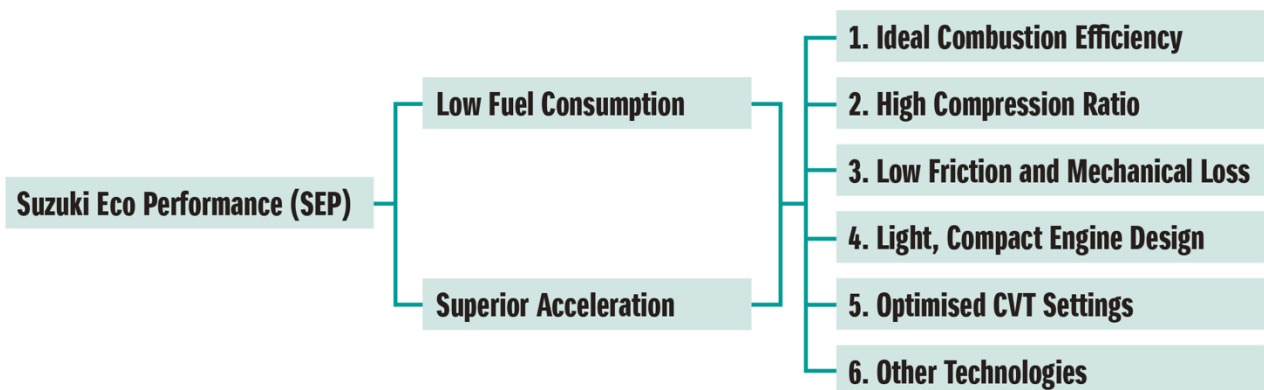 Suzuki Eco Performance (SEP)
Low Fuel Consumption
Superior Acceleration
1. Ideal Combustion Efficiency
2. High Compression Ratio
3. Low Friction and Mechanical Loss
4. Light, Compact Engine Design
5. Optimised CVT Settings
6. Other Technologies